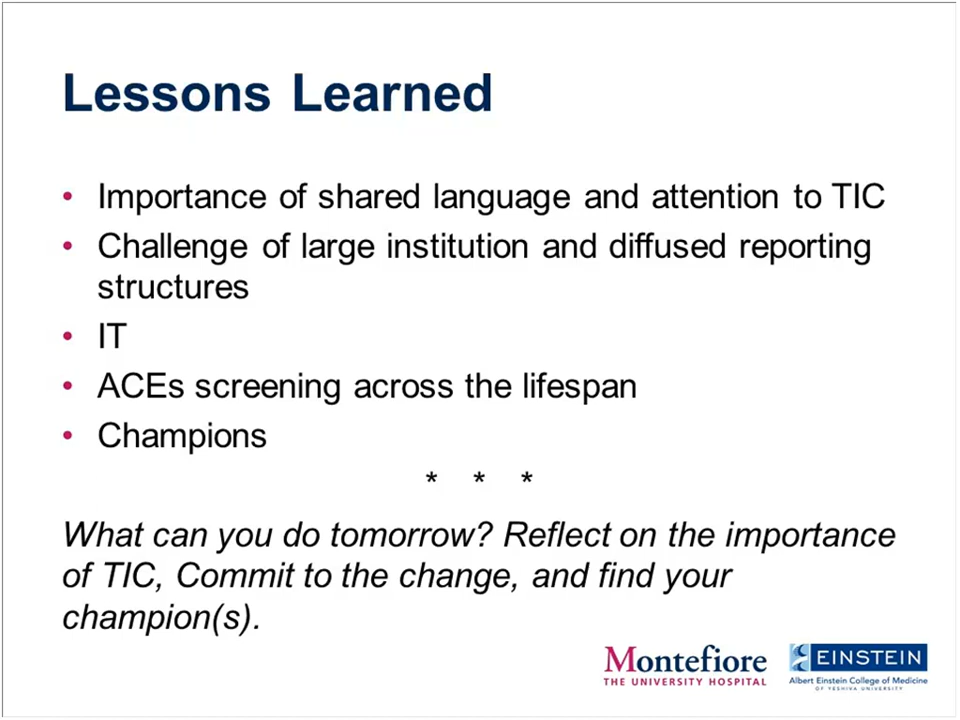 Lessons Learned
• Importance of shared language and attention to TIC
• Challenge of large institution and diffused reporting
structures
• IT
• ACEs screening across the lifespan
• Champions
* * *
What can you do tomorrow? Reflect on the importance
of TIC, Commit to the change, and find your
champion(s).
Montefiore
THE UNIVERSITY HOSPITAL
EINSTEIN
Albert Einstein College of Medicine
OF YESHIVA UNIVERSITY